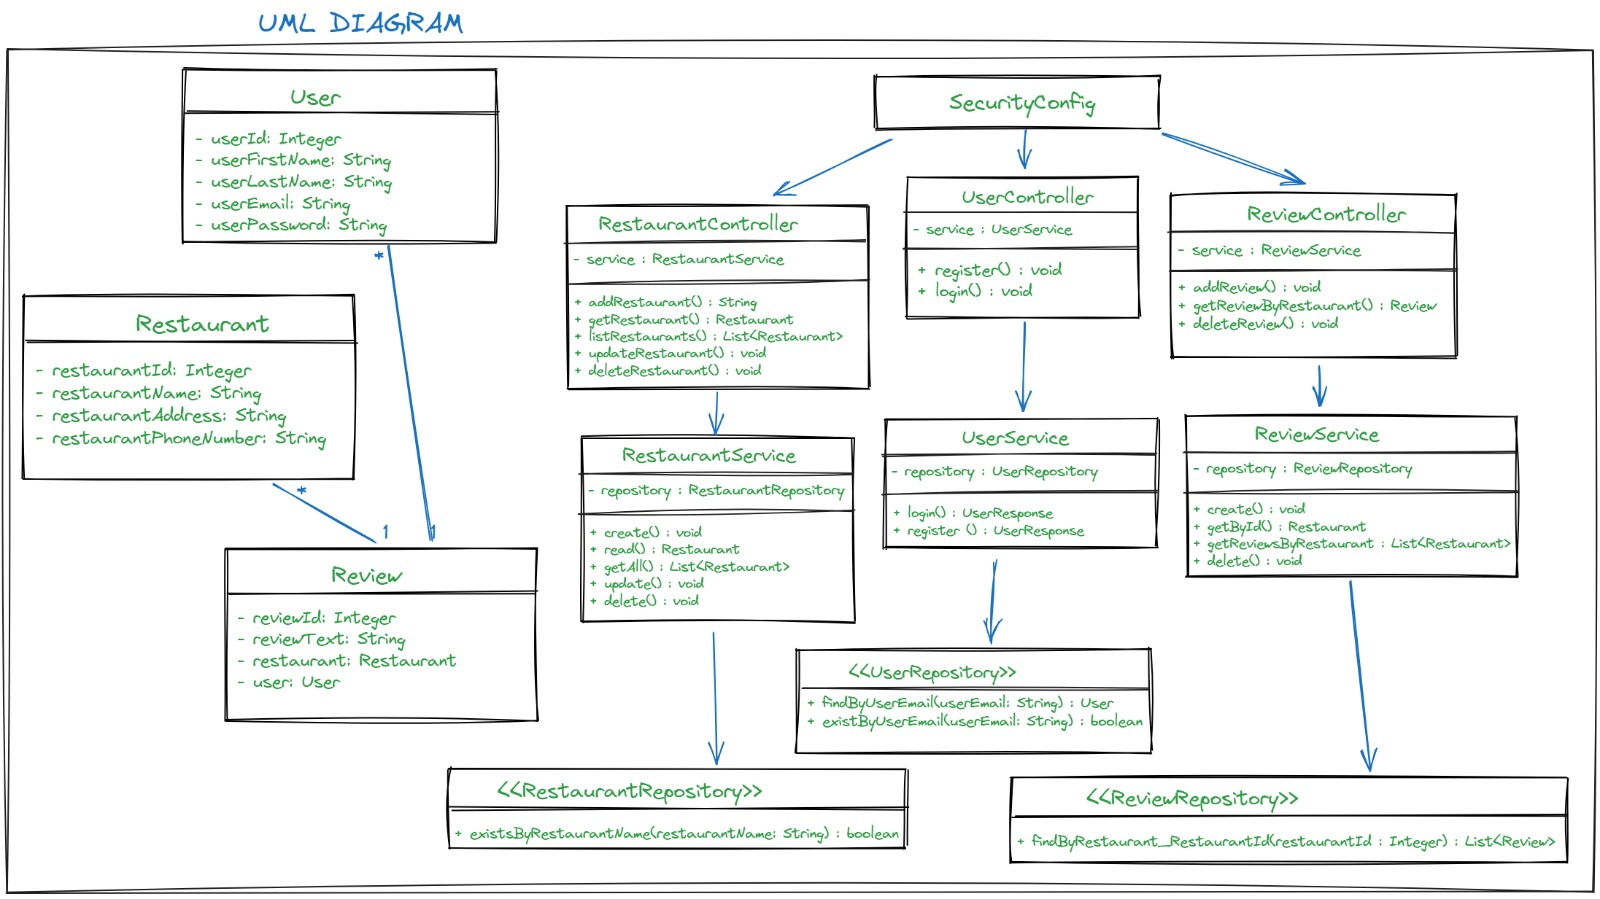 UML DIAGRAM
User
- userId: Integer
- userFirstName: String
- userLastName: String
- userEmail: String
- userPassword: String
*
Restaurant
- restaurantId: Integer
- restaurantName: String
- restaurantAddress: String
- restaurantPhoneNumber: String
*
1
1
Review
- reviewId: Integer
- reviewText: String
- restaurant: Restaurant
- user: User
SecurityConfig
RestaurantController
- service : RestaurantService
+ addRestaurant() : String
+ getRestaurant() : Restaurant
+ listRestaurants() : List<Restaurant>
+ updateRestaurant() : void
+ deleteRestaurant() : void
UserController
- service : UserService
+ register() : void
+ login() : void
ReviewController
- service : ReviewService
+ addReview() : void
+ getReviewByRestaurant() : Review
+ deleteReview() : void
RestaurantService
- repository : RestaurantRepository
+ create() : void
+ read() : Restaurant
+ getAll() : List<Restaurant>
+ update() : void
+ delete() : void
UserService
- repository : UserRepository
+ login() : UserResponse
+ register () : UserResponse
ReviewService
- repository : ReviewRepository
+ create() : void
+ getById() : Restaurant
+ getReviewsByRestaurant : List<Restaurant>
+ delete() : void
<<UserRepository>>
+ findByUserEmail(userEmail: String) : User
+ existByUserEmail(userEmail: String) : boolean
<<RestaurantRepository>>
+ existsByRestaurantName(restaurantName: String) : boolean
<<ReviewRepository>>
+ findByRestaurant_RestaurantId(restaurantId : Integer) : List<Review>